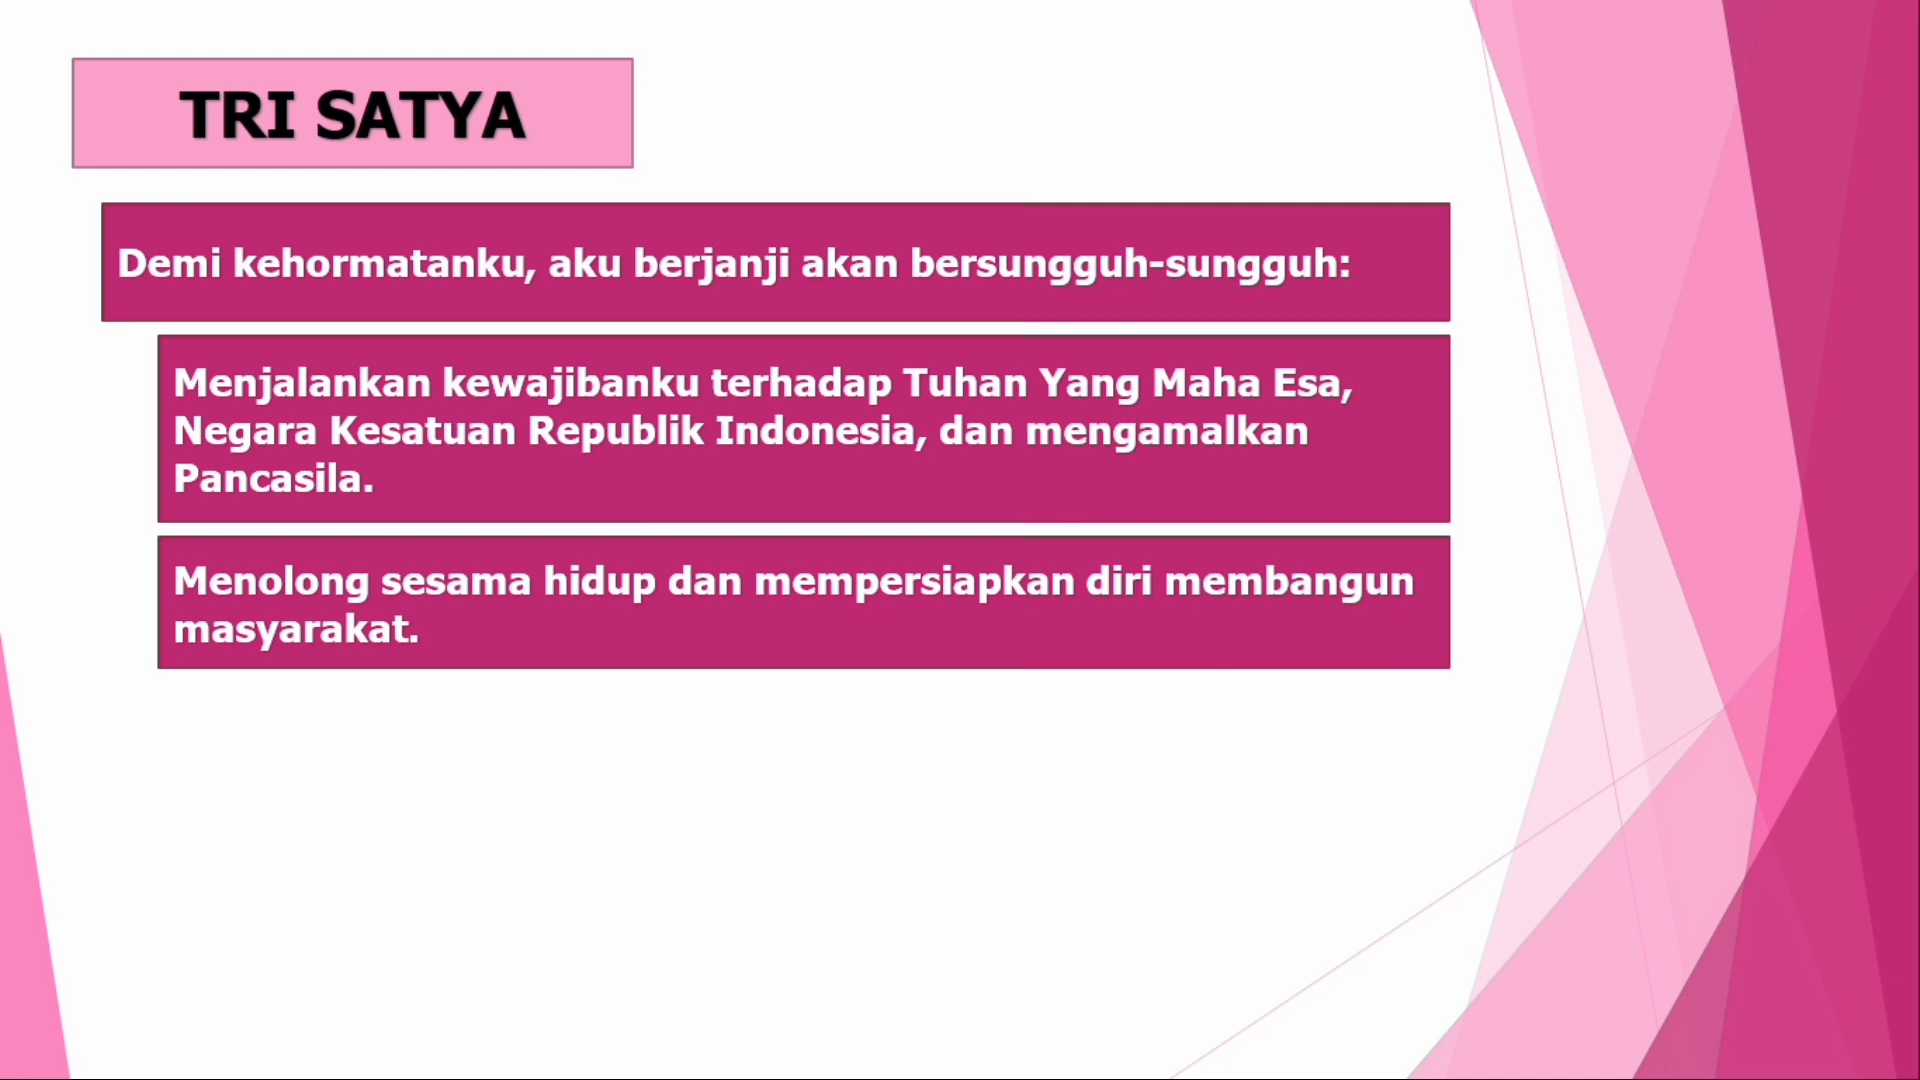 TRI SATYA
Demi kehormatanku, aku berjanji akan bersungguh-sungguh:
Menjalankan kewajibanku terhadap Tuhan Yang Maha Esa,
Negara Kesatuan Republik Indonesia, dan mengamalkan
Pancasila.
Menolong sesama hidup dan mempersiapkan diri membangun
masyarakat.